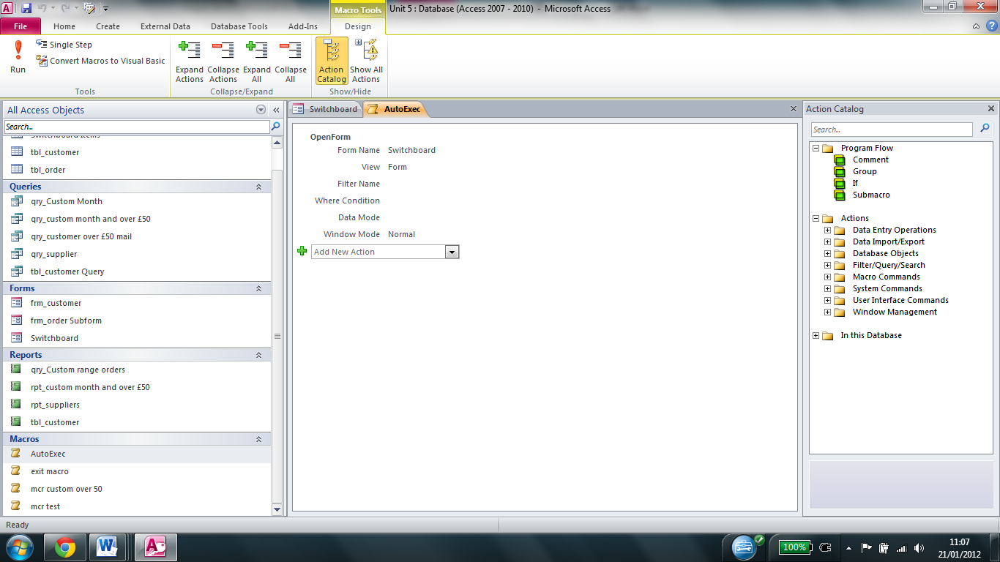 Macro Tools
Unit 5 : Database (Access 2007 - 2010) - Microsoft Access
File Home Create External Data Database Tools Add-Ins Design
Run
Single Step
Convert Macros to Visual Basic
Tools
Expand Actions
Collapse Actions
Expand All
Collapse All
Collapse/Expand
Action Catalog
Show All Actions
Show/Hide
All Access Objects
Search...
Switchboard Items
tbl_customer
tbl_order
Queries
qry_Custom Month
qry_custom month and over £50
qry_customer over £50 mail
qry_supplier
tbl_customer Query
Forms
frm_customer
frm_order Subform
Switchboard
Reports
qry_Custom range orders
rpt_custom month and over £50
rpt_suppliers
tbl_customer
Macros
AutoExec
exit macro
mcr custom over 50
mcr test
Switchboard AutoExec
OpenForm
Form Name Switchboard
View Form
Filter Name
Where Condition
Data Mode
Window Mode Normal
Add New Action
Action Catalog
Search...
Program Flow
Comment
Group
If
Submacro
Actions
Data Entry Operations
Data Import/Export
Database Objects
Filter/Query/Search
Macro Commands
System Commands
User Interface Commands
Window Management
In this Database
Ready
100%
11:07
21/01/2012